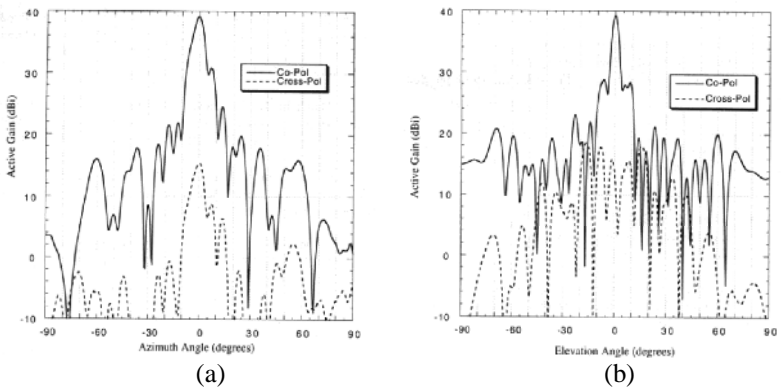 40
30
20
10
0
-10
-90 -60 -30 0 30 60 90
Active Gain (dBi)
Azimuth Angle (degrees)
Co-Pol
Cross-Pol
(a)
40
30
20
10
0
-10
-90 -60 -30 0 30 60 90
Active Gain (dBi)
Elevation Angle (degrees)
Co-Pol
Cross-Pol
(b)